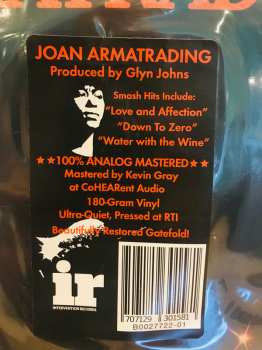 JOAN ARMATRADING
Produced by Glyn Johns
Smash Hits Include:
"Love and Affection"
"Down To Zero"
"Water with the Wine"
★★100% ANALOG MASTERED★★
Mastered by Kevin Gray
at CoHEARent Audio
180-Gram Vinyl
Ultra-Quiet, Pressed at RTI
Beautifully Restored Gatefold!
ir
INTERVENTION RECORDS
707129 301581
B0027722-01